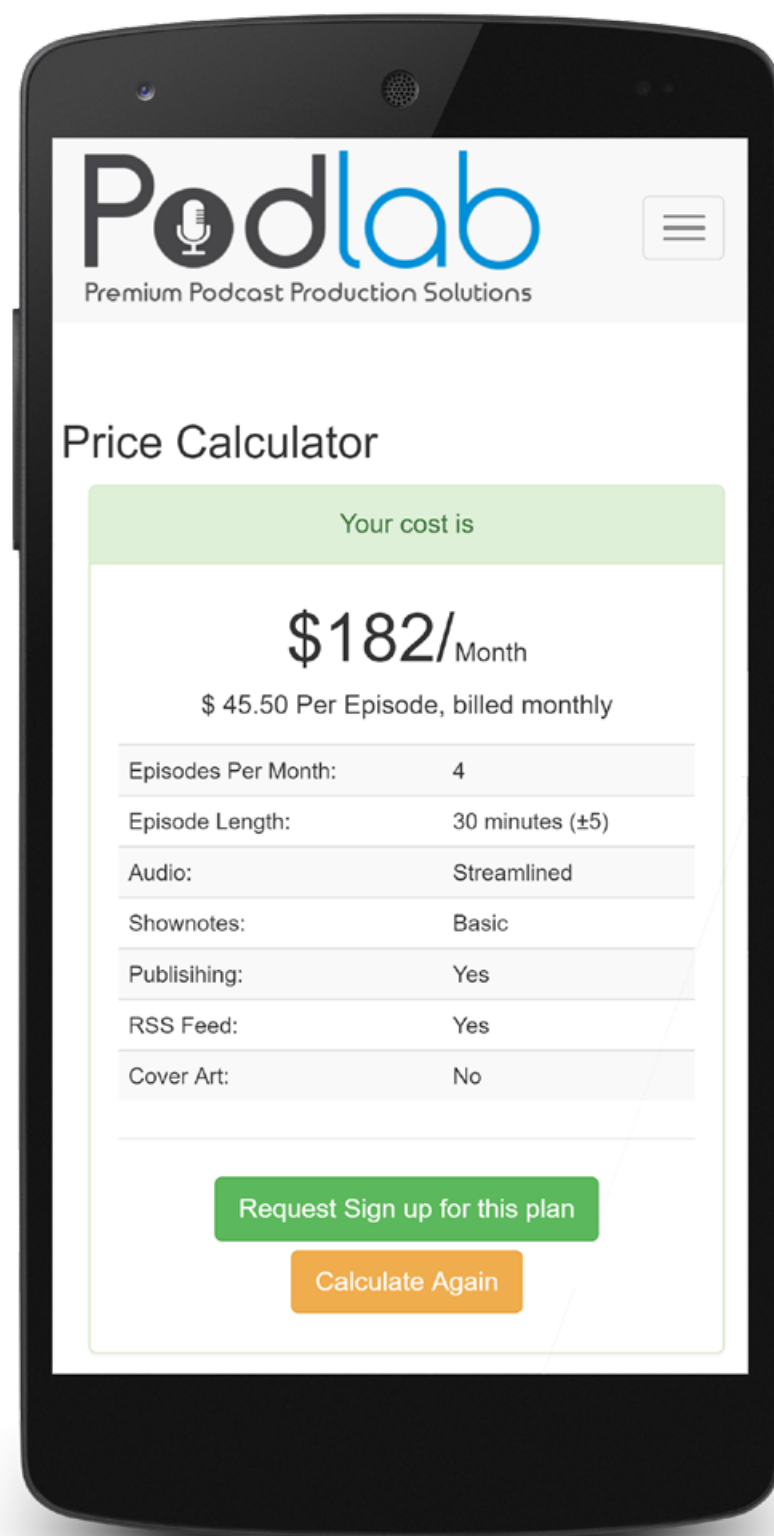 Podlab
Premium Podcast Production Solutions
Price Calculator
Your cost is
$182/Month
$ 45.50 Per Episode, billed monthly
Episodes Per Month: 4
Episode Length: 30 minutes (±5)
Audio: Streamlined
Shownotes: Basic
Publisihing: Yes
RSS Feed: Yes
Cover Art: No
Request Sign up for this plan
Calculate Again